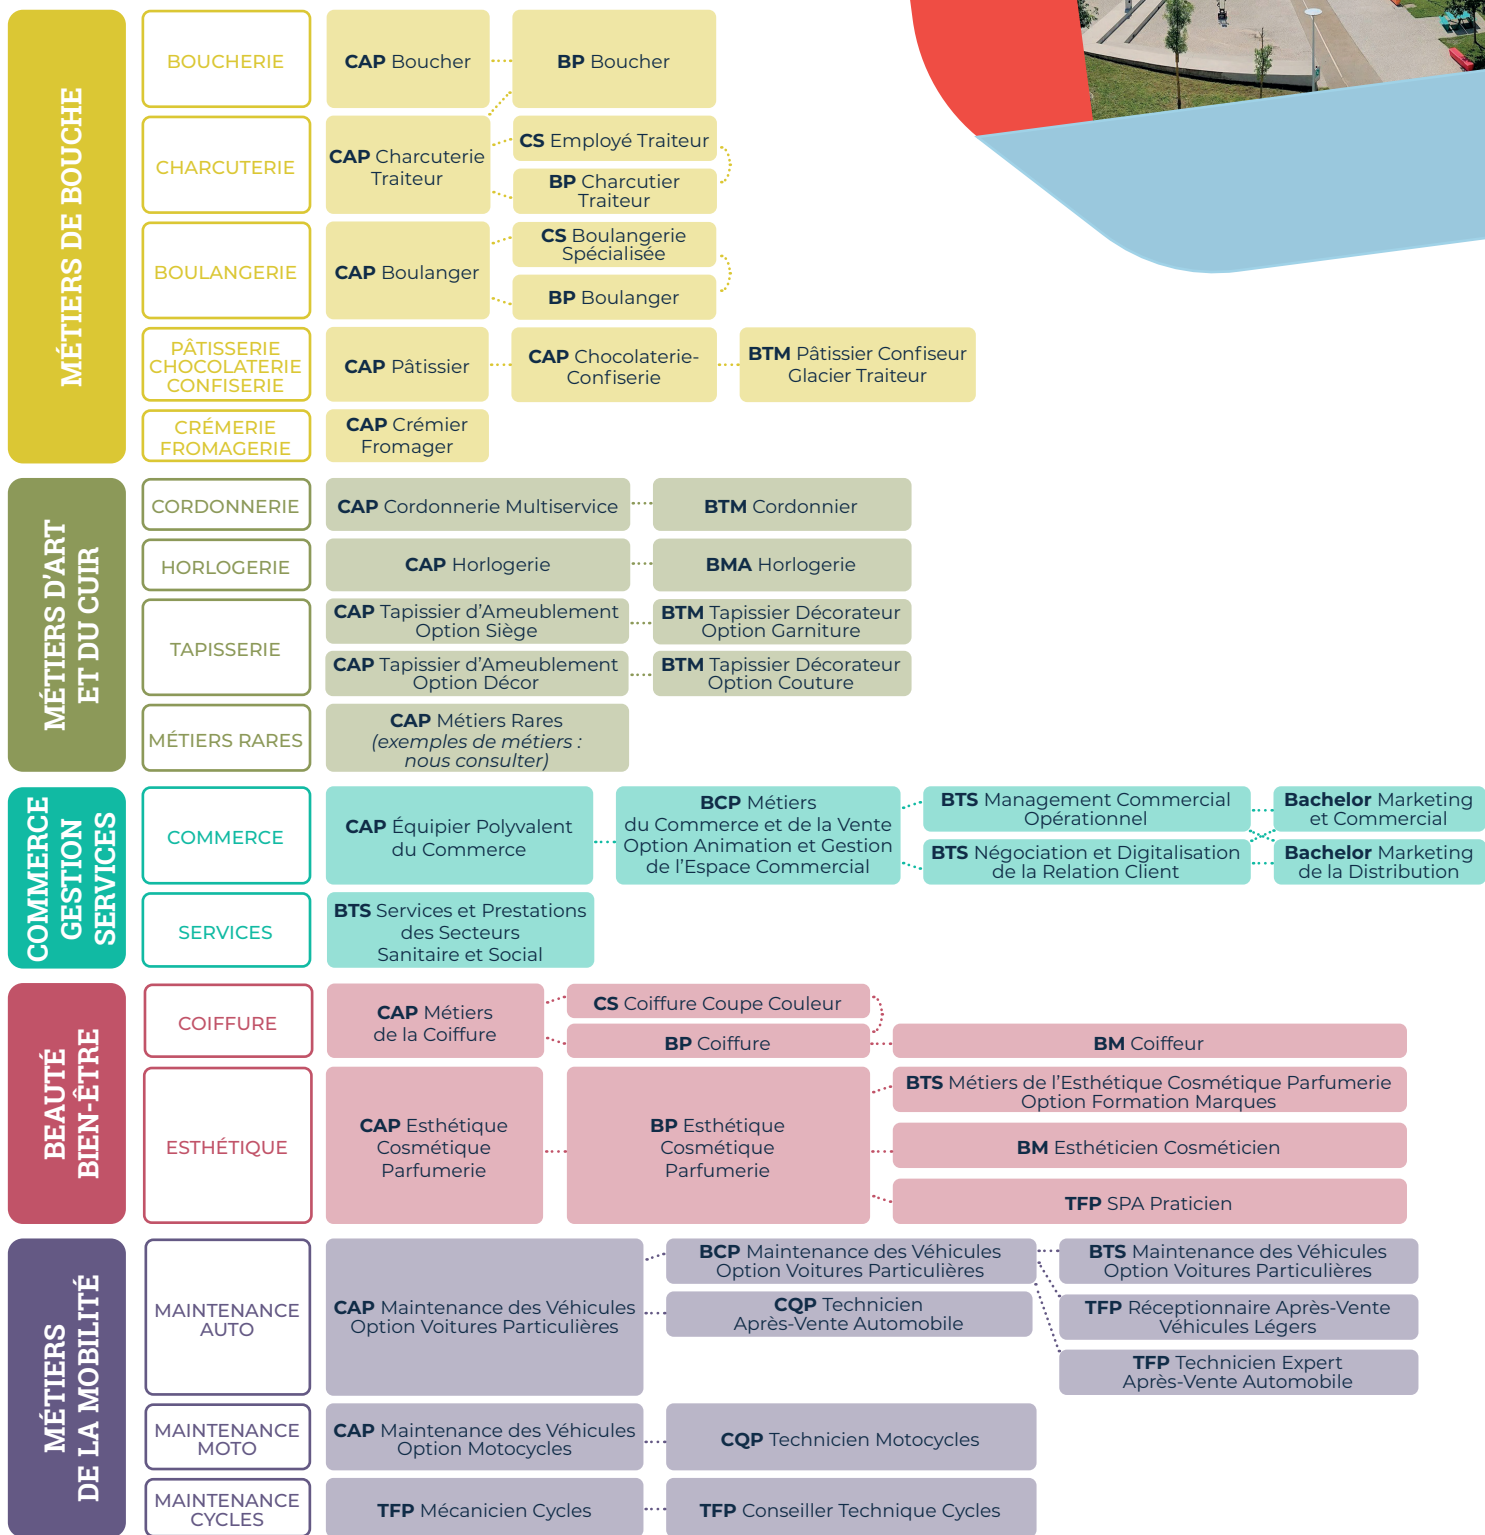 MÉTIERS DE BOUCHE
BOUCHERIE
CAP Boucher
BP Boucher
CHARCUTERIE
CAP Charcuterie
Traiteur
CS Employé Traiteur
BP Charcutier
Traiteur
BOULANGERIE
CAP Boulanger
CS Boulangerie
Spécialisée
BP Boulanger
PÂTISSERIE
CHOCOLATERIE
CONFISERIE
CAP Pâtissier
CAP Chocolaterie-
Confiserie
BTM Pâtissier Confiseur
Glacier Traiteur
CRÉMERIE
FROMAGERIE
CAP Crémier
Fromager
MÉTIERS D'ART
ET DU CUIR
CORDONNERIE
CAP Cordonnerie Multiservice
BTM Cordonnier
HORLOGERIE
CAP Horlogerie
BMA Horlogerie
TAPISSERIE
CAP Tapissier d'Ameublement
Option Siège
BTM Tapissier Décorateur
Option Garniture
CAP Tapissier d'Ameublement
Option Décor
BTM Tapissier Décorateur
Option Couture
MÉTIERS RARES
CAP Métiers Rares
(exemples de métiers :
nous consulter)
COMMERCE
GESTION
SERVICES
COMMERCE
CAP Équipier Polyvalent
du Commerce
BCP Métiers
du Commerce et de la Vente
Option Animation et Gestion
de l'Espace Commercial
BTS Management Commercial
Opérationnel
BTS Négociation et Digitalisation
de la Relation Client
Bachelor Marketing
et Commercial
Bachelor Marketing
de la Distribution
SERVICES
BTS Services et Prestations
des Secteurs
Sanitaire et Social
BEAUTÉ
BIEN-ÊTRE
COIFFURE
CAP Métiers
de la Coiffure
CS Coiffure Coupe Couleur
BP Coiffure
BM Coiffeur
ESTHÉTIQUE
CAP Esthétique
Cosmétique
Parfumerie
BP Esthétique
Cosmétique
Parfumerie
BTS Métiers de l'Esthétique Cosmétique Parfumerie
Option Formation Marques
BM Esthéticien Cosméticien
TFP SPA Praticien
MÉTIERS
DE LA MOBILITÉ
MAINTENANCE
AUTO
CAP Maintenance des Véhicules
Option Voitures Particulières
BCP Maintenance des Véhicules
Option Voitures Particulières
CQP Technicien
Après-Vente Automobile
BTS Maintenance des Véhicules
Option Voitures Particulières
TFP Réceptionnaire Après-Vente
Véhicules Légers
TFP Technicien Expert
Après-Vente Automobile
MAINTENANCE
MOTO
CAP Maintenance des Véhicules
Option Motocycles
CQP Technicien Motocycles
MAINTENANCE
CYCLES
TFP Mécanicien Cycles
TFP Conseiller Technique Cycles